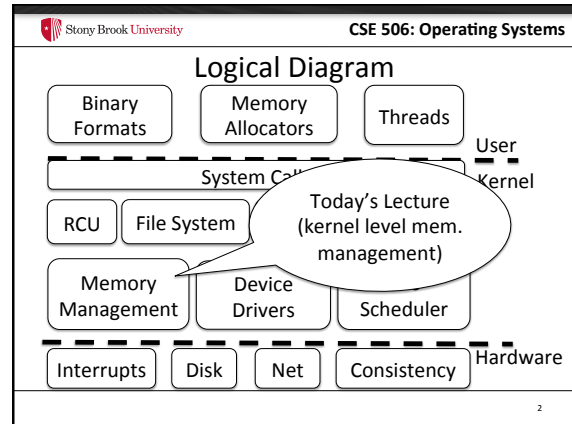 Stony Brook University
CSE 506: Operating Systems
Logical Diagram
Binary
Formats
Memory
Allocators
Threads
User
System
Kernel
Today's Lecture
(kernel level mem.
management)
RCU
File System
Memory
Management
Device
Drivers
Scheduler
Hardware
Interrupts
Disk
Net
Consistency
2